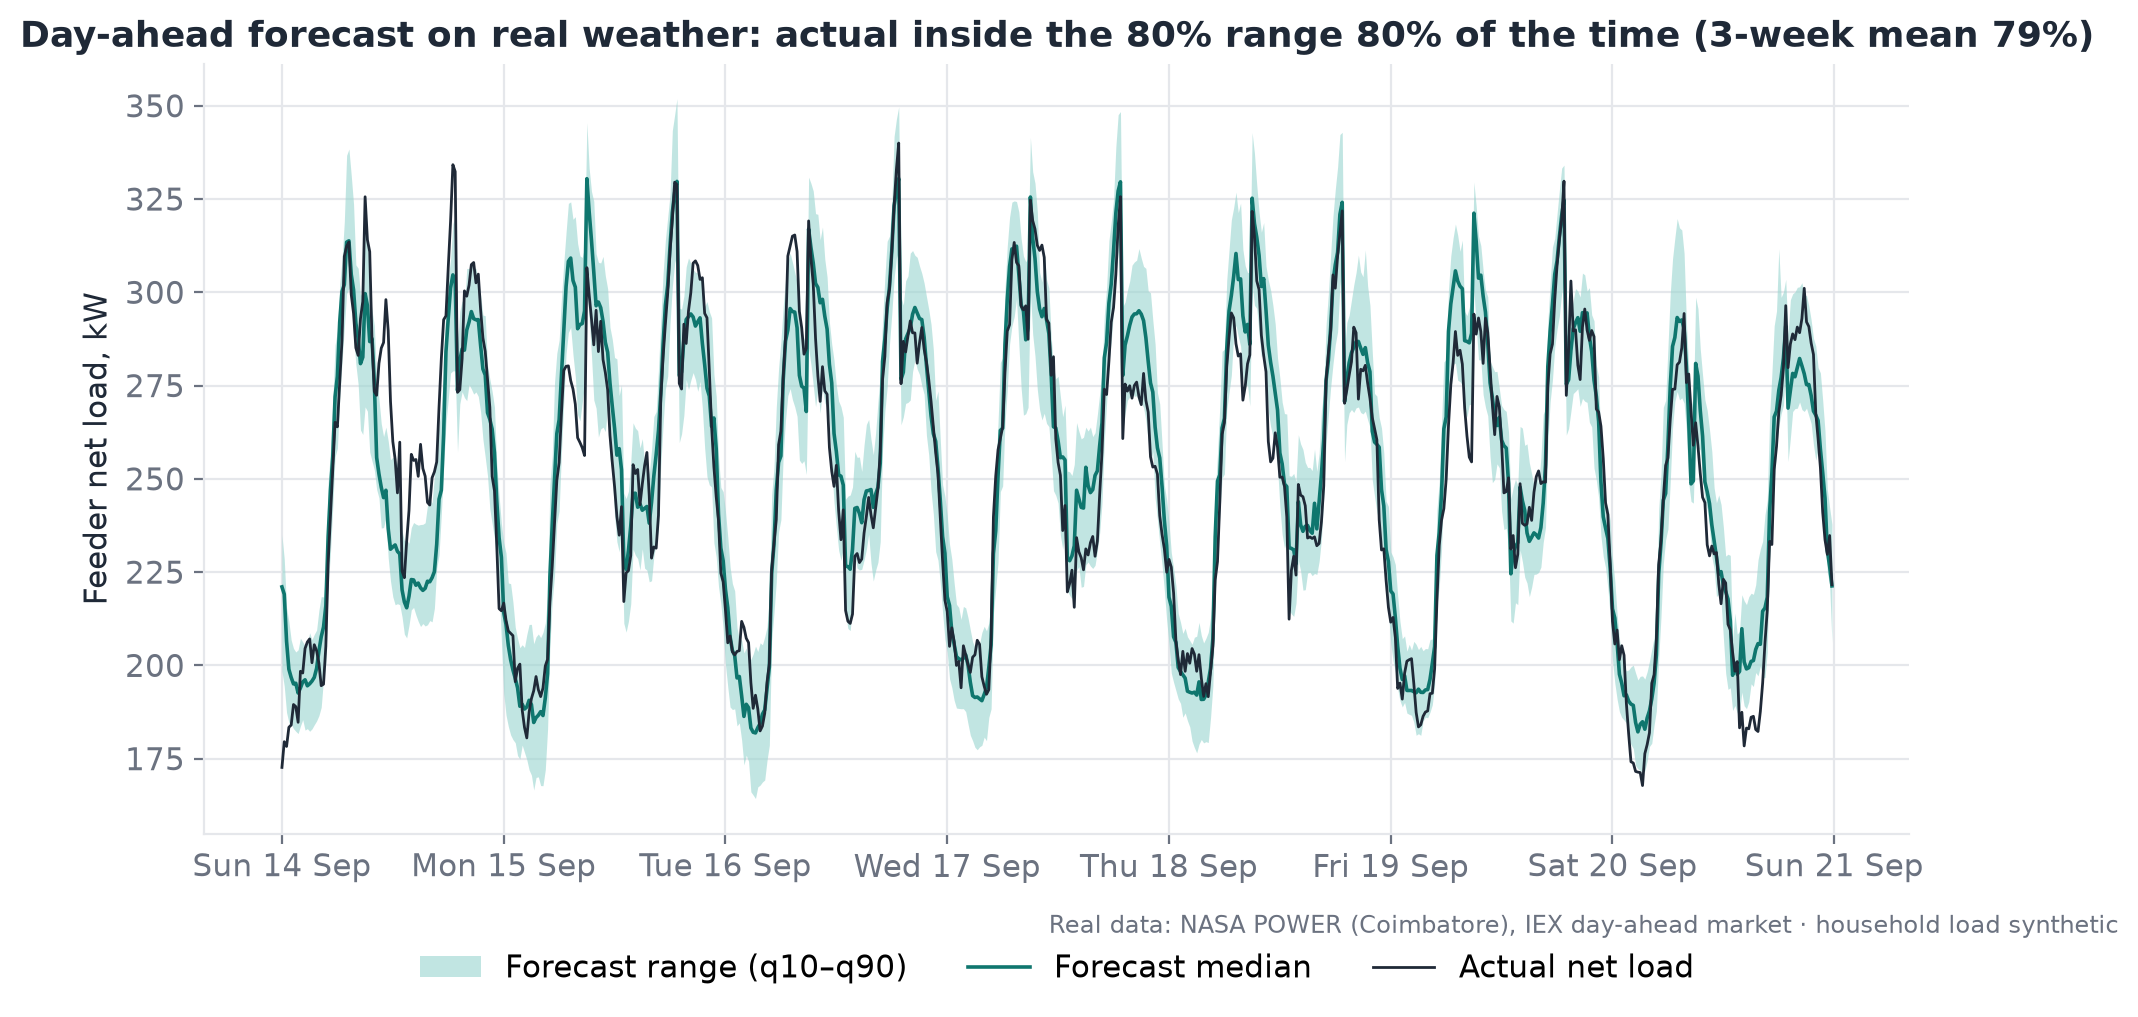 Day-ahead forecast on real weather: actual inside the 80% range 80% of the time (3-week mean 79%)
Feeder net load, kW
350
325
300
275
250
225
200
175
Sun 14 Sep Mon 15 Sep Tue 16 Sep Wed 17 Sep Thu 18 Sep Fri 19 Sep Sat 20 Sep Sun 21 Sep
Real data: NASA POWER (Coimbatore), IEX day-ahead market · household load synthetic
Forecast range (q10–q90) Forecast median Actual net load